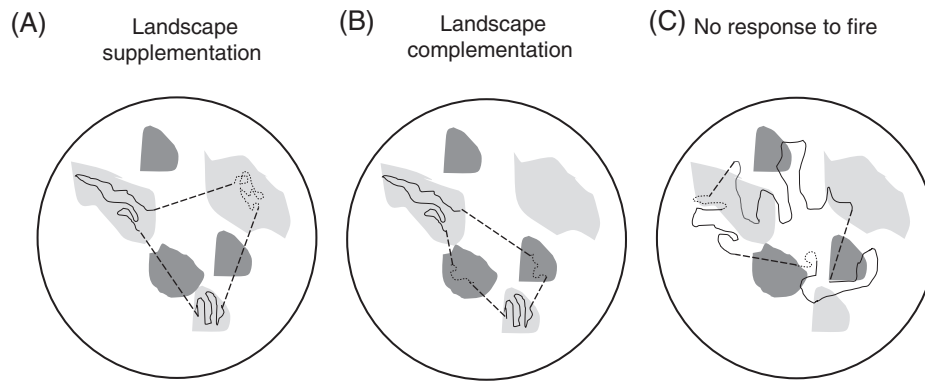 (A) Landscape
supplementation
(B) Landscape
complementation
(C) No response to fire